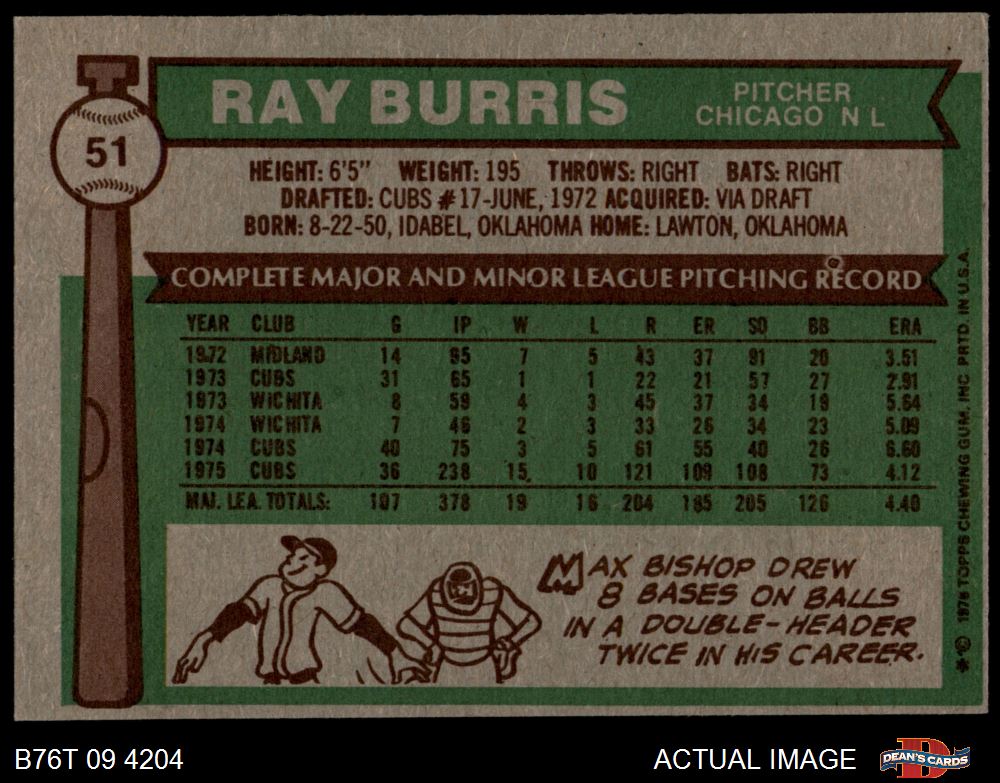 51
RAY BURRIS
PITCHER
CHICAGO N L
HEIGHT: 6'5" WEIGHT: 195 THROWS: RIGHT BATS: RIGHT
DRAFTED: CUBS #17-JUNE, 1972 ACQUIRED: VIA DRAFT
BORN: 8-22-50, IDABEL, OKLAHOMA HOME: LAWTON, OKLAHOMA
COMPLETE MAJOR AND MINOR LEAGUE PITCHING RECORD
YEAR CLUB G IP W L R ER SO BB ERA
1972 MIDLAND 14 95 7 5 43 37 91 20 3.51
1973 CUBS 31 65 1 1 22 21 57 27 2.91
1973 WICHITA 8 59 4 3 45 37 34 19 5.64
1974 WICHITA 7 46 2 3 33 26 34 23 5.09
1974 CUBS 40 75 3 5 61 55 40 26 6.60
1975 CUBS 36 238 15 10 121 109 108 73 4.12
MAJ. LEA. TOTALS: 107 378 19 16 204 185 205 126 4.40
MAX BISHOP DREW
8 BASES ON BALLS
IN A DOUBLE-HEADER
TWICE IN HIS CAREER.
*© 1976 TOPPS CHEWING GUM, INC. PRTD. IN U.S.A.
B76T 09 4204
ACTUAL IMAGE
DEAN'S CARDS